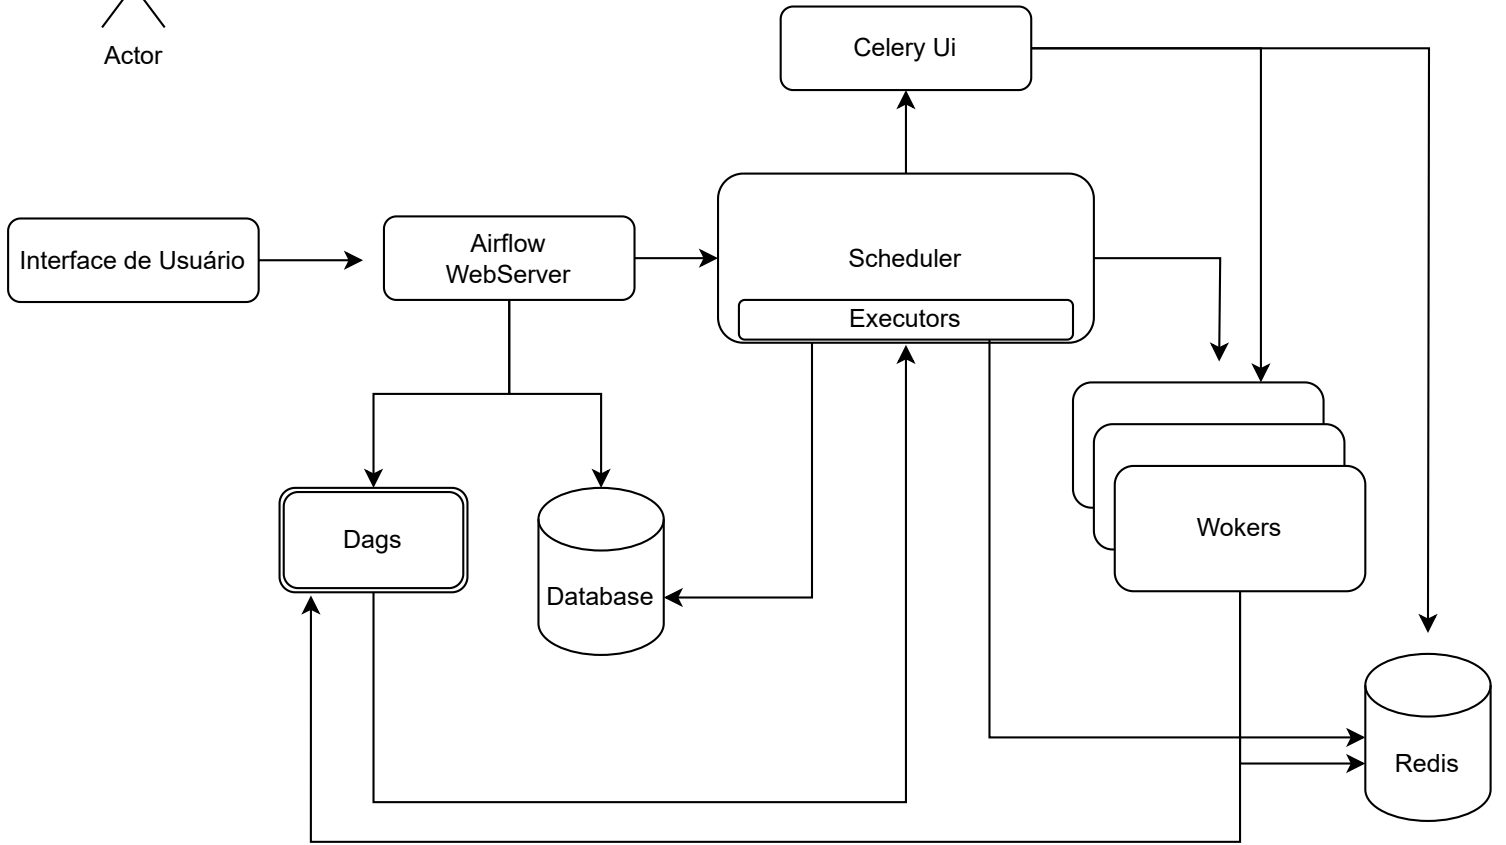 Actor
Celery Ui
Interface de Usuário
Airflow
WebServer
Scheduler
Executors
Dags
Database
Wokers
Redis